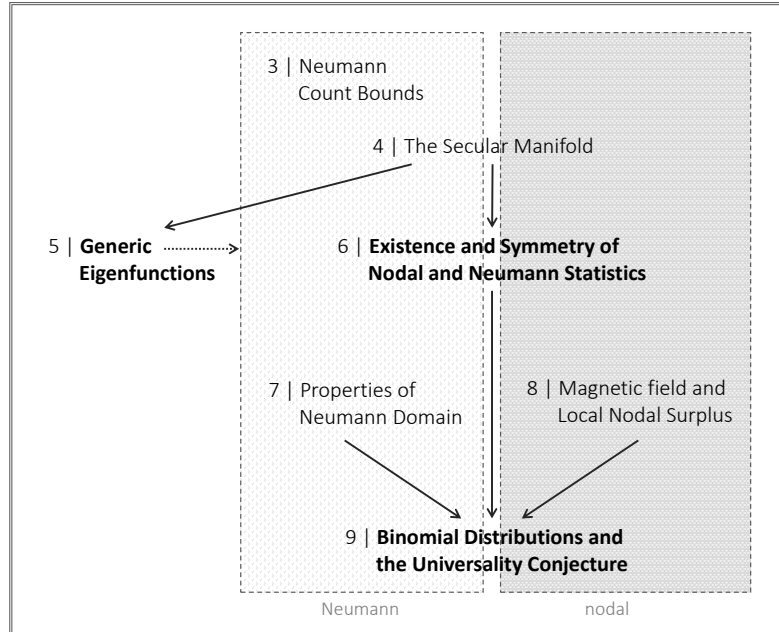 3 | Neumann
Count Bounds
4 | The Secular Manifold
5 | Generic
Eigenfunctions
6 | Existence and Symmetry of
Nodal and Neumann Statistics
7 | Properties of
Neumann Domain
8 | Magnetic field and
Local Nodal Surplus
9 | Binomial Distributions and
the Universality Conjecture
Neumann
nodal